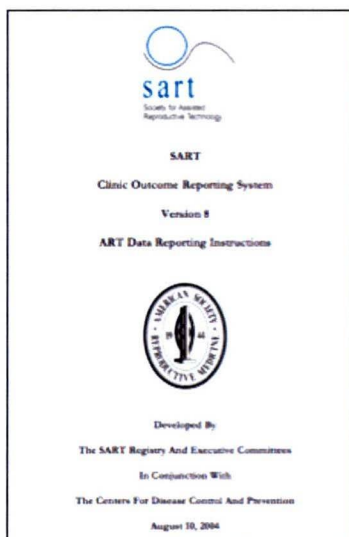 sart
Society for Assisted
Reproductive Technology
SART
Clinic Outcome Reporting System
Version 8
ART Data Reporting Instructions
AMERICAN SOCIETY
19 44
REPRODUCTIVE MEDICINE
Developed By
The SART Registry And Executive Committees
In Conjunction With
The Centers For Disease Control And Prevention
August 10, 2004